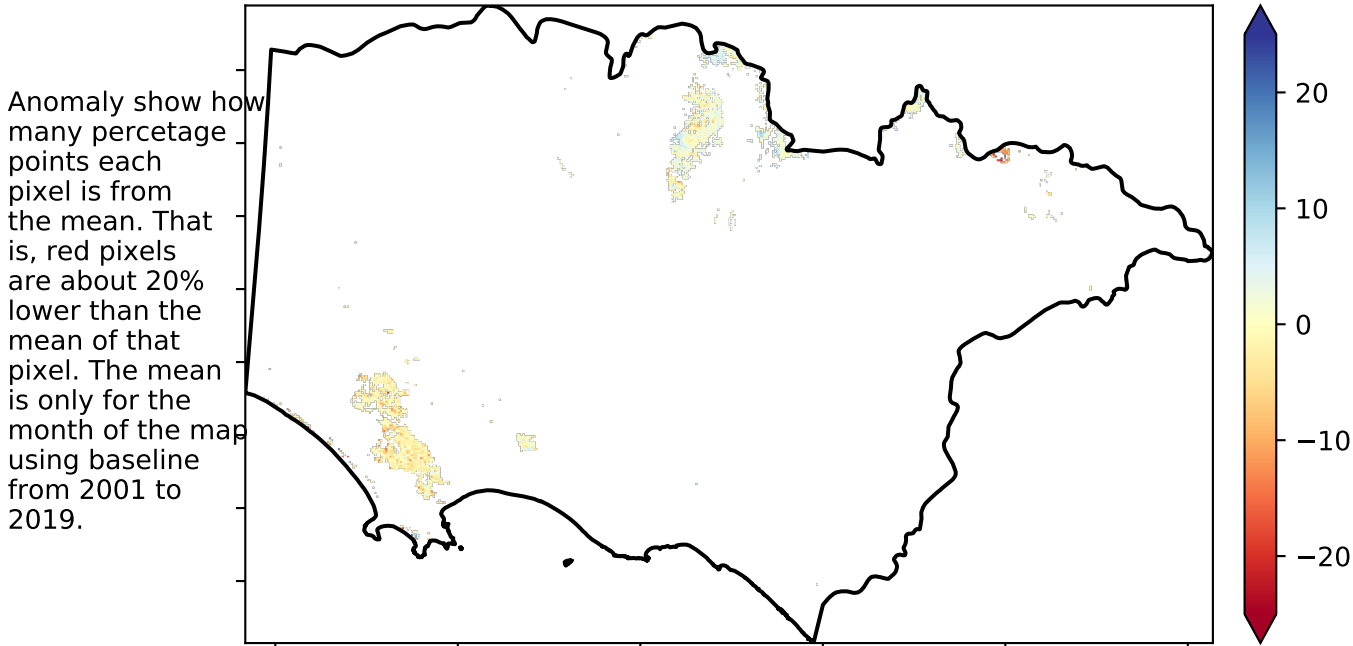 Anomaly show how
many percetage
points each
pixel is from
the mean. That
is, red pixels
are about 20%
lower than the
mean of that
pixel. The mean
is only for the
month of the map
using baseline
from 2001 to
2019.
20
10
0
−10
−20